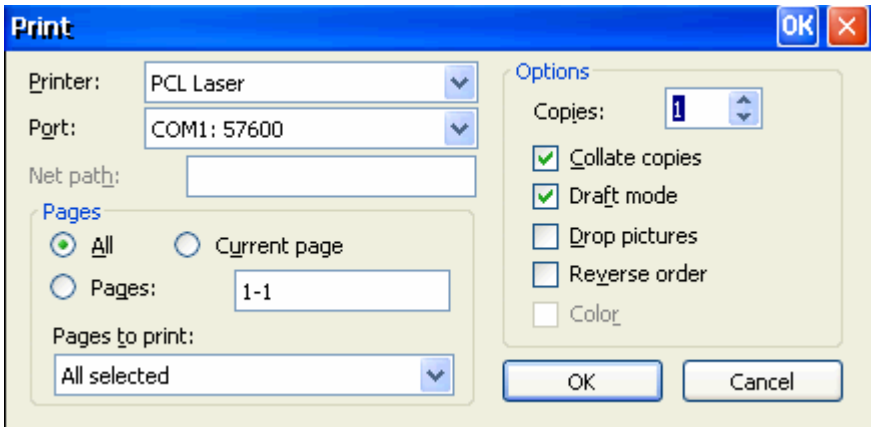 Print OK
Printer: PCL Laser
Port: COM1: 57600
Net path:
Pages
All Current page
Pages: 1-1
Pages to print:
All selected
Options
Copies: 1
Collate copies
Draft mode
Drop pictures
Reverse order
Color
OK Cancel